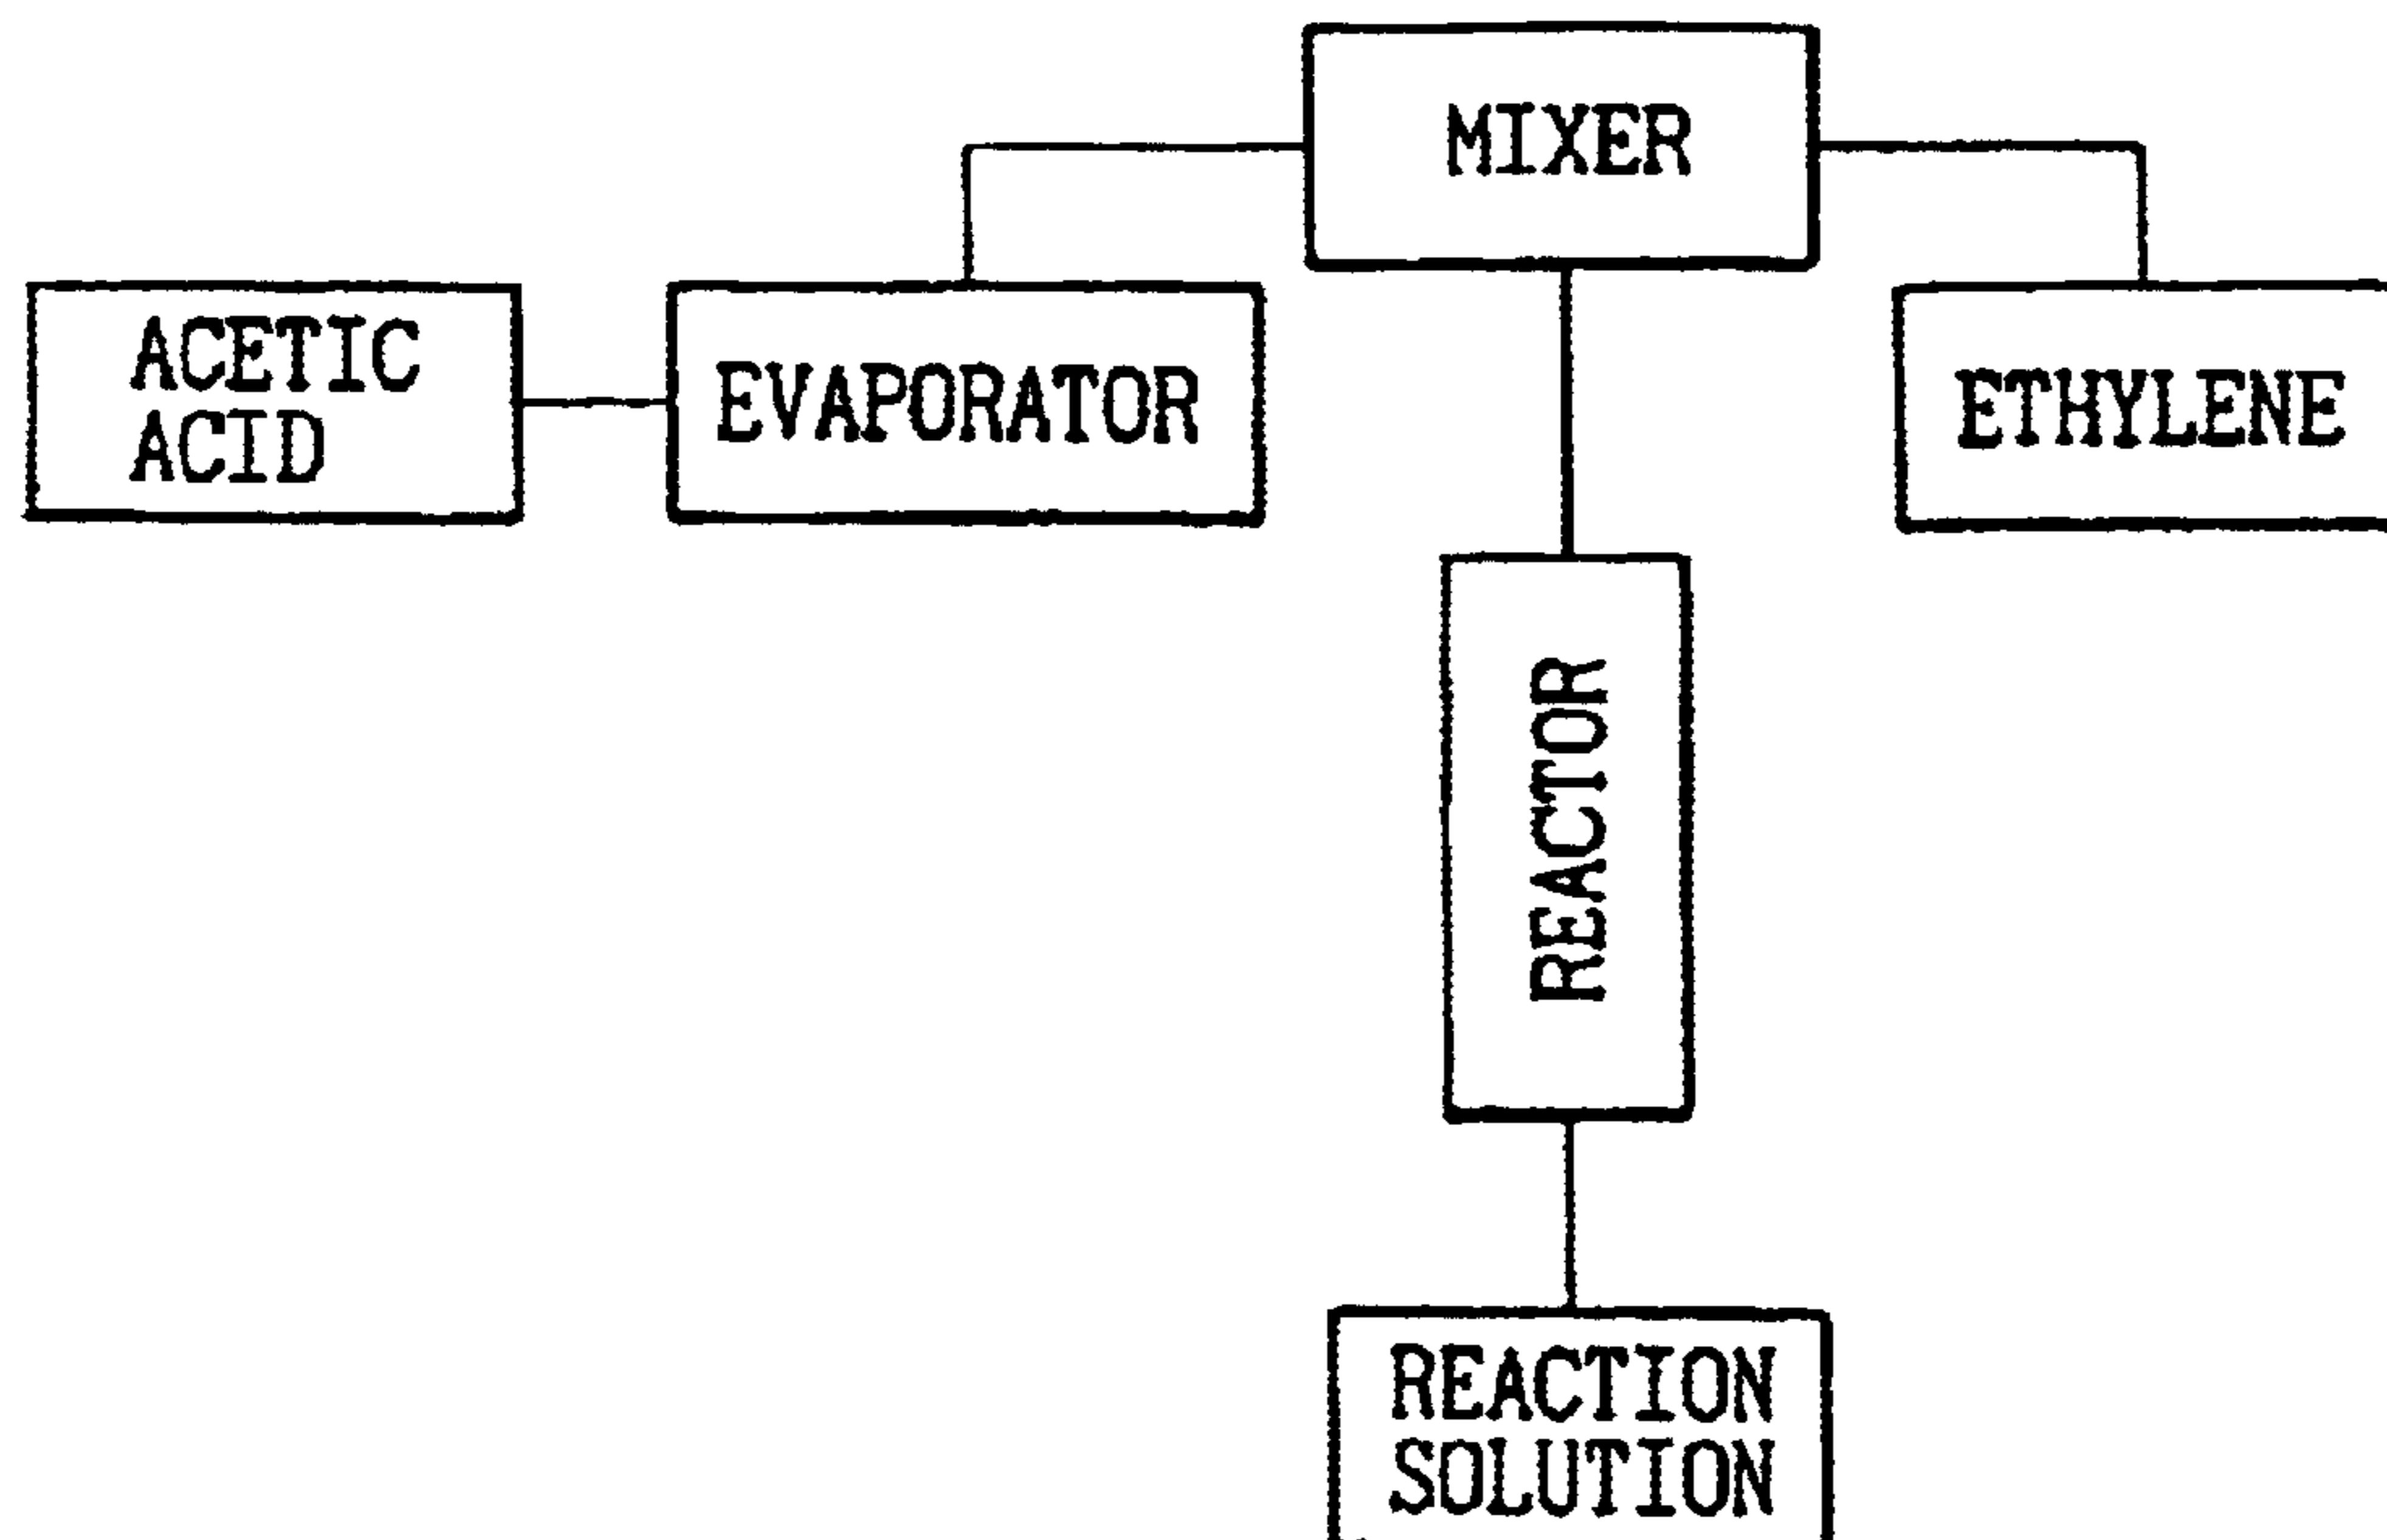 MIXER
ACETIC
ACID
EVAPORATOR
ETHYLENE
REACTOR
REACTION
SOLUTION